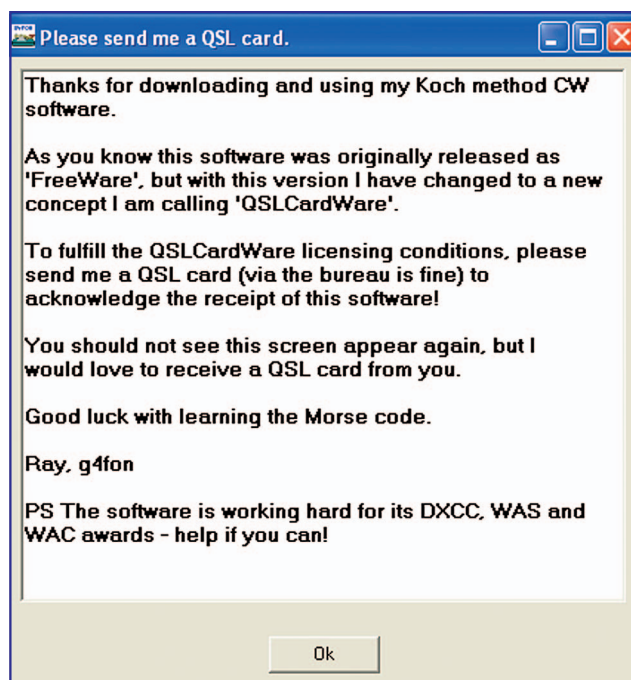 Please send me a QSL card.
Thanks for downloading and using my Koch method CW
software.
As you know this software was originally released as
'FreeWare', but with this version I have changed to a new
concept I am calling 'QSLCardWare'.
To fulfill the QSLCardWare licensing conditions, please
send me a QSL card (via the bureau is fine) to
acknowledge the receipt of this software!
You should not see this screen appear again, but I
would love to receive a QSL card from you.
Good luck with learning the Morse code.
Ray, g4fon
PS The software is working hard for its DXCC, WAS and
WAC awards - help if you can!
Ok